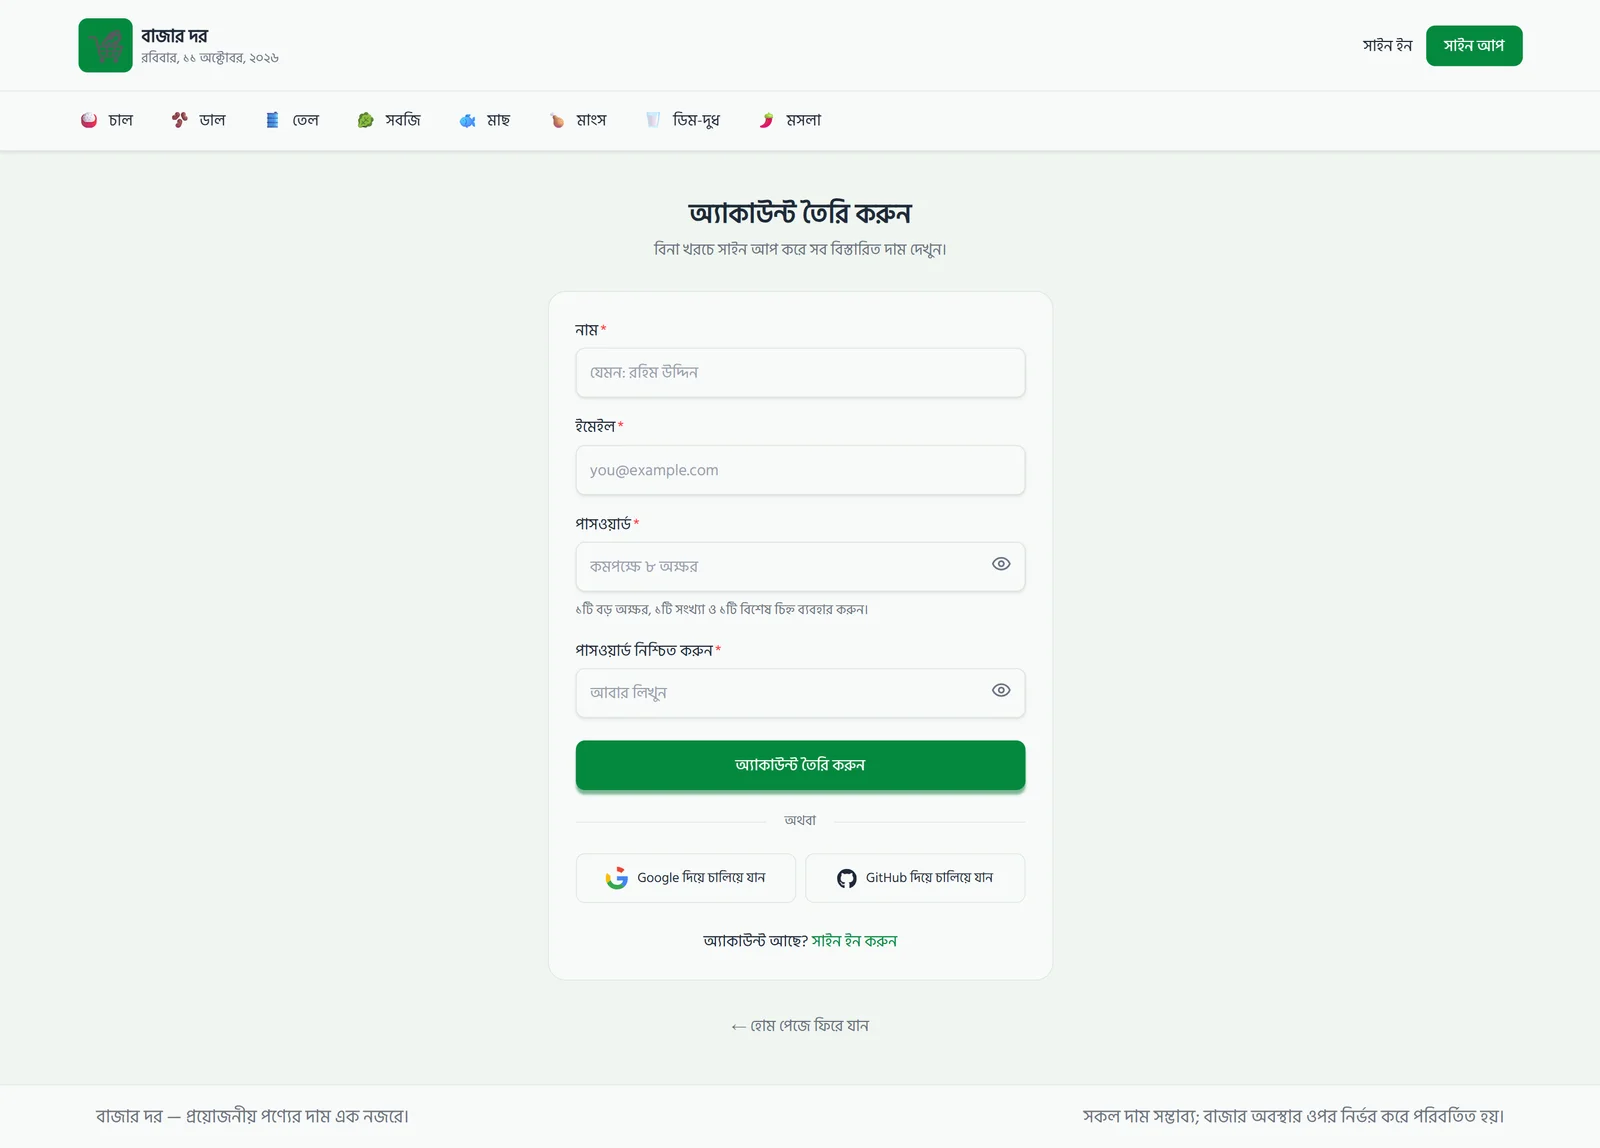 বাজার দর
রবিবার, ১১ অক্টোবর, ২০২৬
সাইন ইন
সাইন আপ
চাল
ডাল
তেল
সবজি
মাছ
মাংস
ডিম-দুধ
মসলা
অ্যাকাউন্ট তৈরি করুন
বিনা খরচে সাইন আপ করে সব বিস্তারিত দাম দেখুন।
নাম *
যেমন: রহিম উদ্দিন
ইমেইল *
you@example.com
পাসওয়ার্ড *
কমপক্ষে ৮ অক্ষর
১টি বড় অক্ষর, ১টি সংখ্যা ও ১টি বিশেষ চিহ্ন ব্যবহার করুন।
পাসওয়ার্ড নিশ্চিত করুন *
আবার লিখুন
অ্যাকাউন্ট তৈরি করুন
অথবা
Google দিয়ে চালিয়ে যান
GitHub দিয়ে চালিয়ে যান
অ্যাকাউন্ট আছে? সাইন ইন করুন
← হোম পেজে ফিরে যান
বাজার দর — প্রয়োজনীয় পণ্যের দাম এক নজরে।
সকল দাম সম্ভাব্য; বাজার অবস্থার ওপর নির্ভর করে পরিবর্তিত হয়।